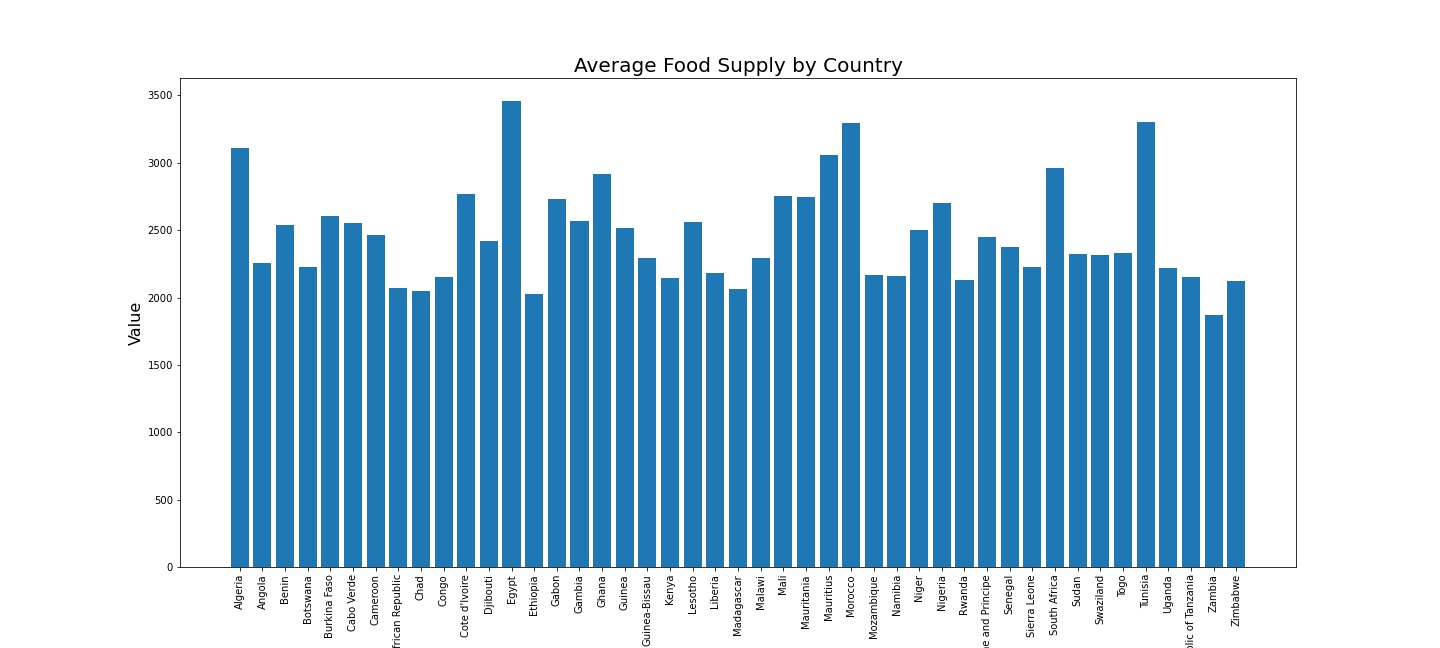 Average Food Supply by Country
Value
3500
3000
2500
2000
1500
1000
500
0
Algeria
Angola
Benin
Botswana
Burkina Faso
Cabo Verde
Cameroon
frican Republic
Chad
Congo
Cote d'Ivoire
Djibouti
Egypt
Ethiopia
Gabon
Gambia
Ghana
Guinea
Guinea-Bissau
Kenya
Lesotho
Liberia
Madagascar
Malawi
Mali
Mauritania
Mauritius
Morocco
Mozambique
Namibia
Niger
Nigeria
Rwanda
ne and Principe
Senegal
Sierra Leone
South Africa
Sudan
Swaziland
Togo
Tunisia
Uganda
blic of Tanzania
Zambia
Zimbabwe